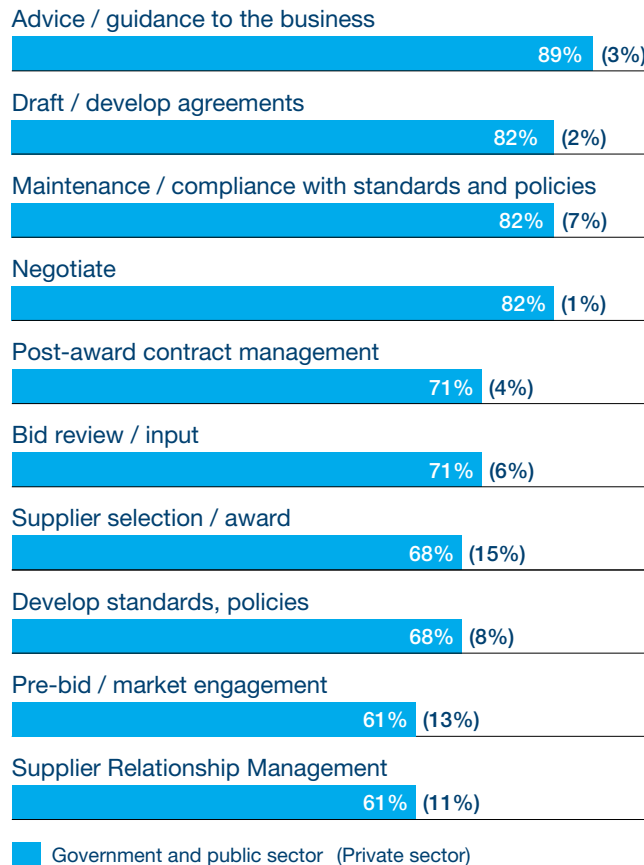 Advice / guidance to the business
89% (3%)
Draft / develop agreements
82% (2%)
Maintenance / compliance with standards and policies
82% (7%)
Negotiate
82% (1%)
Post-award contract management
71% (4%)
Bid review / input
71% (6%)
Supplier selection / award
68% (15%)
Develop standards, policies
68% (8%)
Pre-bid / market engagement
61% (13%)
Supplier Relationship Management
61% (11%)
Government and public sector (Private sector)